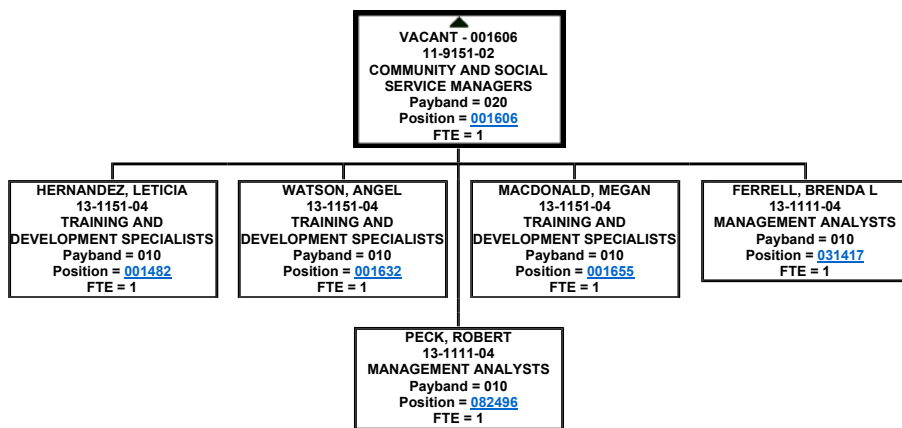 VACANT - 001606
11-9151-02
COMMUNITY AND SOCIAL
SERVICE MANAGERS
Payband = 020
Position = 001606
FTE = 1
HERNANDEZ, LETICIA
13-1151-04
TRAINING AND
DEVELOPMENT SPECIALISTS
Payband = 010
Position = 001482
FTE = 1
WATSON, ANGEL
13-1151-04
TRAINING AND
DEVELOPMENT SPECIALISTS
Payband = 010
Position = 001632
FTE = 1
MACDONALD, MEGAN
13-1151-04
TRAINING AND
DEVELOPMENT SPECIALISTS
Payband = 010
Position = 001655
FTE = 1
FERRELL, BRENDA L
13-1111-04
MANAGEMENT ANALYSTS
Payband = 010
Position = 031417
FTE = 1
PECK, ROBERT
13-1111-04
MANAGEMENT ANALYSTS
Payband = 010
Position = 082496
FTE = 1